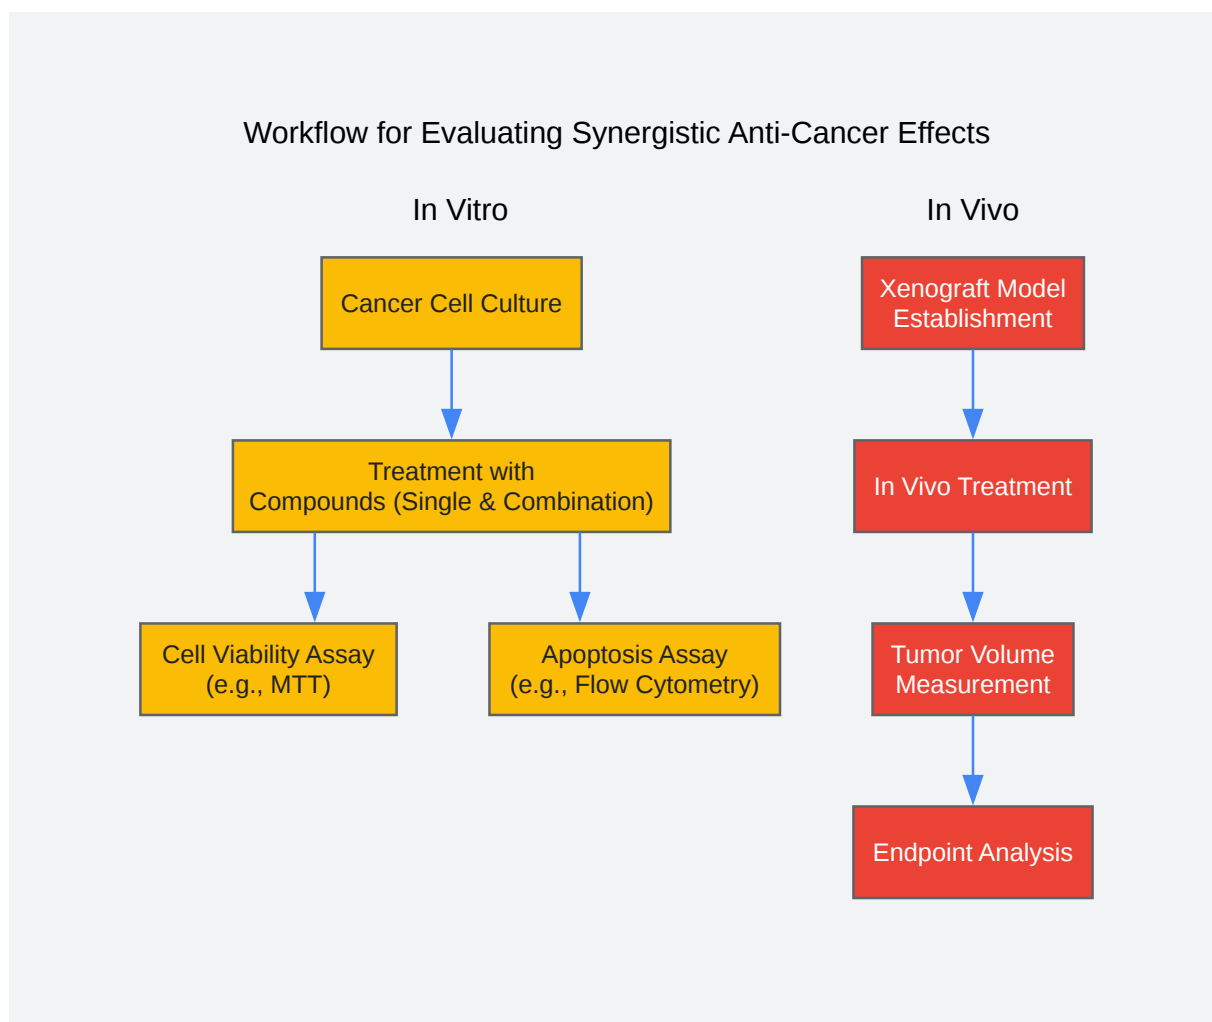 Workflow for Evaluating Synergistic Anti-Cancer Effects
In Vitro
Cancer Cell Culture
Treatment with
Compounds (Single & Combination)
Cell Viability Assay
(e.g., MTT)
Apoptosis Assay
(e.g., Flow Cytometry)
In Vivo
Xenograft Model
Establishment
In Vivo Treatment
Tumor Volume
Measurement
Endpoint Analysis